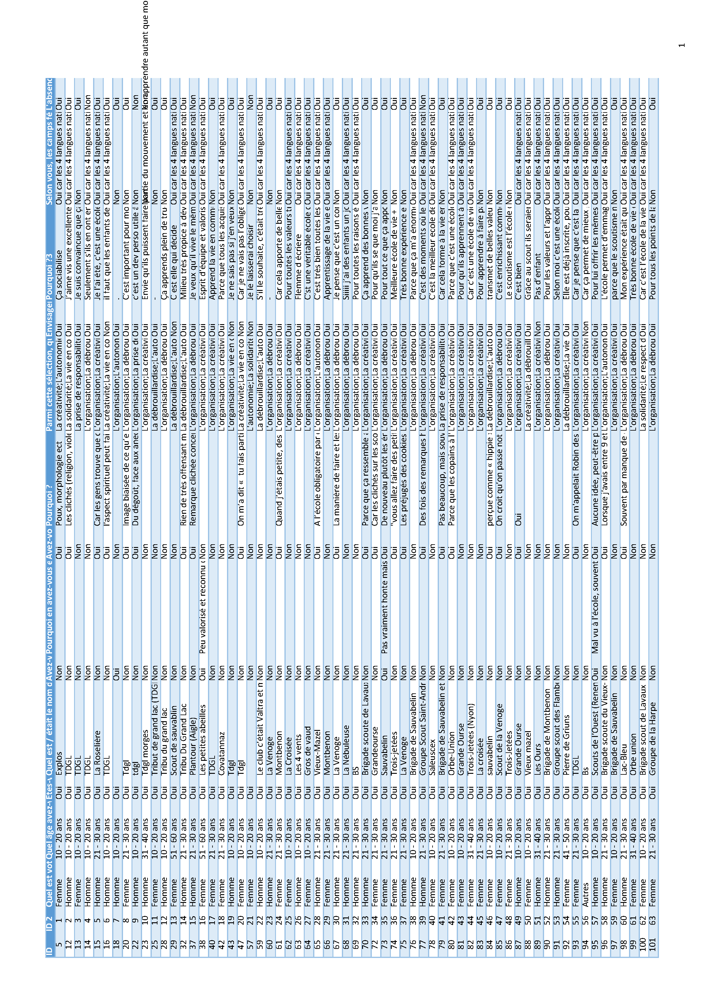 ID ID 2 Quel est vot Quel âge avez-v Etes-v Quel est / était le nom d Avez-v Pourquoi en avez-vous e Avez-vo Pourquoi ? Parmi cette sélection, qu Envisage Pourquoi ?3 Selon vous, les camps fé L'absenc
5 1 Femme 10 - 20 ans Oui Explos Non Oui Poux, morphologie ect La créativité;L'autonomie Oui Ça sociabilise Oui car les 4 langues nati Oui
12 2 Homme 10 - 20 ans Oui TDGL Non Oui Les clichés (religion, viole La solidarité;La vie en co Oui J'aime vis une excellente Oui car les 4 langues nati Oui
13 3 Femme 10 - 20 ans Oui TDGL Non Non La prise de responsabilité Oui Je suis convaincue que ça Non Oui
14 4 Homme 10 - 20 ans Oui TDGL Non Non L'organisation;La débrou Oui Seulement s'ils en ont er Oui car les 4 langues nati Non
15 5 Homme 21 - 30 ans Oui La Roselière Non Oui Car les gens trouve que c L'organisation;La créativi Oui Je l'ai été, c'est une école Oui car les 4 langues nati Oui
16 6 Homme 10 - 20 ans Oui TDGL Non Oui l'aspect spirituel peut fai La créativité;La vie en co Non il faut que les enfants de Oui car les 4 langues nati Oui
18 7 Homme 10 - 20 ans Oui Oui Non L'organisation;L'autonon Oui . Non Oui
20 8 Femme 21 - 30 ans Oui Tdgl Non Oui Image biaisée de ce qu'e L'organisation;La débrou Oui C'est important pour mo Non Oui
22 9 Homme 10 - 20 ans Oui tdgl Non Oui Du dégoût, face aux anec L'organisation;La prise de Oui c'est un dev perso utile à Non Non
23 10 Homme 31 - 40 ans Oui Tdgl morges Non Non L'organisation;La créativi Oui Envie qu'ils puissent faire partie du mouvement et en apprendre autant que mo
25 11 Femme 10 - 20 ans Oui Tribut de grand lac (TDGL Non Non La débrouillardise;L'auto Oui - Non Oui
28 12 Homme 10 - 20 ans Oui Tribu du grand lac Non Non L'organisation;La débrou Oui Ça apprends plein de tru Non Oui
29 13 Femme 51 - 60 ans Oui Scout de sauvablin Non Non La débrouillardise;L'auto Non C est elle qui décide Oui car les 4 langues nati Oui
32 14 Homme 21 - 30 ans Oui Tribu Du Grand Lac Non Oui Rien de très offensant m La débrouillardise;L'auto Oui Milieu très propice à dév Oui car les 4 langues nati Oui
37 15 Homme 21 - 30 ans Oui Plantour (Aigle) Non Oui Remarque clichée concer L'organisation;La débrou Oui Je veux qu'il vive le mêm Oui car les 4 langues nati Non
38 16 Femme 51 - 60 ans Oui Les petites abeilles Oui Peu valorisé et reconnu c Non L'organisation;La créativi Oui Esprit d'équipe et valoris Oui car les 4 langues nati Oui
40 17 Femme 21 - 30 ans Oui TDGL Non Non L'organisation;La créativi Oui Apprend la vie en commu Non Oui
42 18 Femme 21 - 30 ans Oui Covatannaz Non Non L'organisation;La créativi Oui Parce que tous les acquis Oui car les 4 langues nati Oui
43 19 Homme 10 - 20 ans Oui Tdgl Non Non L'organisation;La vie en c Non Je ne sais pas si j'en veux Non Oui
47 20 Femme 10 - 20 ans Oui Tdgl Non Oui On m'a dit « tu fais parti La créativité;La vie en co Non Car je ne vais pas l'oblige Oui car les 4 langues nati Oui
57 21 Femme 10 - 20 ans Oui Non Non L'autonomie;La solidarité Non Je le laisserai choisir Non Non
59 22 Homme 10 - 20 ans Oui Le club c'était Valtra et n Non Non La débrouillardise;L'auto Oui S'il le souhaite, c'était tré Oui car les 4 langues nati Oui
60 23 Homme 21 - 30 ans Oui La Venoge Non Non L'organisation;La débrou Oui - Non Oui
61 24 Femme 21 - 30 ans Oui Montbenon Non Oui Quand j'étais petite, des L'organisation;La créativi Oui Car cela apporte de belle Non Oui
62 25 Femme 10 - 20 ans Oui La Croisée Non Non L'organisation;La créativi Oui Pour toutes les valeurs tr Oui car les 4 langues nati Oui
63 26 Homme 10 - 20 ans Oui Les 4 vents Non Non L'organisation;La débrou Oui Flemme d écriere Oui car les 4 langues nati Oui
64 27 Femme 10 - 20 ans Oui Gros de vaud Non Non L'organisation;La créativi Oui C'st une véritable école c Oui car les 4 langues nati Oui
65 28 Homme 21 - 30 ans Oui Vieux-Mazel Non Oui A l'école obligatoire par c L'organisation;L'autonon Oui C'est très bien toutes les Oui car les 4 langues nati Oui
66 29 Femme 21 - 30 ans Oui Montbenon Non Non L'organisation;La créativi Oui Apprentissage de la vie e Oui car les 4 langues nati Oui
67 30 Homme 21 - 30 ans Oui La Venoge Non Oui La manière de faire et les L'organisation;La débrou Oui Je pense que c'est un cor Non Oui
68 31 Homme 21 - 30 ans Oui La Nébuleuse Non Non L'organisation;La créativi Oui Siiii j'ai des enfants un jo Oui car les 4 langues nati Oui
69 32 Homme 21 - 30 ans Oui BS Non Non L'organisation;La créativi Oui Pour toutes les raisons é Oui car les 4 langues nati Oui
70 33 Homme 21 - 30 ans Oui Brigade scoute de Lavaux Non Oui Parce que ça ressemble à L'organisation;La créativi Oui Ça apprend des bonnes v Non Oui
72 34 Femme 21 - 30 ans Oui Grandeourse Non Oui Car les clichés sur les sco L'organisation;La créativi Oui Pour qu'ils se que moi j'a Non Oui
73 35 Femme 21 - 30 ans Oui Sauvabelin Oui Pas vraiment honte mais Oui De nouveau plutôt les er L'organisation;La débrou Oui Pour tout ce que ça appo Non Oui
74 36 Femme 21 - 30 ans Oui Trois-jetées Non Oui "vous allez faire des petit L'organisation;La créativi Oui Meilleure école de vie + Non Oui
75 37 Femme 21 - 30 ans Oui La Venoge Non Oui Les préjugés des cookies L'organisation;La débrou Oui Très bonne expérience e Non Oui
76 38 Homme 10 - 20 ans Oui Brigade de Sauvabelin Non Non L'organisation;La créativi Oui Parce que ça m'a énormé Oui car les 4 langues nati Oui
77 39 Homme 21 - 30 ans Oui Groupe Scout Saint-Andr Non Oui Des fois des remarques h L'organisation;La débrou Oui C'est des moments où le Oui car les 4 langues nati Non
78 40 Femme 10 - 20 ans Oui Saleuscex Non Non L'organisation;La créativi Oui C'est la meilleur ecole de Oui car les 4 langues nati Oui
79 41 Femme 21 - 30 ans Oui Brigade de Sauvabelin et Non Oui Pas beaucoup, mais souv La prise de responsabilité Oui Car cela forme à la vie er Non Oui
80 42 Femme 10 - 20 ans Oui Orbe-Union Non Oui Parce que les copains à l' L'organisation;La créativi Oui Parce que c'est une école Oui car les 4 langues nati Oui
81 43 Femme 10 - 20 ans Oui Grande Ourse Non Non L'organisation;La débrou Oui Pour qu'ils apprennent à Oui car les 4 langues nati Oui
82 44 Femme 31 - 40 ans Oui Trois-Jetées (Nyon) Non Non L'organisation;La créativi Oui Car c'est une école de vie Oui car les 4 langues nati Oui
83 45 Femme 21 - 30 ans Oui La croisée Non Non L'organisation;La créativi Oui Pour apprendre à faire pa Non Oui
84 46 Femme 10 - 20 ans Oui sauvabelin Non Oui perçue comme « hippie » La débrouillardise;L'auto Oui transmet de belles valeu Non Oui
85 47 Femme 10 - 20 ans Oui Scout de la Venoge Non Oui On croit qu'on passe not L'organisation;La débrou Oui C'est enrichissant commu Non Oui
86 48 Femme 21 - 30 ans Oui Trois-Jetées Non Non L'organisation;La créativi Oui Le scoutisme est l'école c Non Oui
87 49 Homme 10 - 20 ans Oui Grande Ourse Non Oui Oui L'organisation;La créativi Oui C'est bien Oui car les 4 langues nati Oui
88 50 Femme 10 - 20 ans Oui Vieux mazel Non Non La créativité;La débrouill Oui Grâce au scout ils seraier Oui car les 4 langues nati Oui
89 51 Homme 31 - 40 ans Oui Les Ours Non Non L'organisation;La créativi Non Pas d'enfant Oui car les 4 langues nati Oui
90 52 Homme 21 - 30 ans Oui Brigade de Montbenon Non Non L'organisation;La débrou Oui Pour les valeurs et l'appr Oui car les 4 langues nati Oui
91 53 Homme 21 - 30 ans Oui Groupe scout des Flambe Non Non L'organisation;La créativi Oui Selon moi c'est une école Oui car les 4 langues nati Oui
92 54 Femme 41 - 50 ans Oui Pierre de Griuns Non Non La débrouillardise;La vie Oui Elle est déjà inscrite, pou Oui car les 4 langues nati Oui
93 55 Femme 21 - 30 ans Oui TDGL Non Oui On m'appelait Robin des L'organisation;La créativi Oui Car je pense que c'est la Oui car les 4 langues nati Oui
94 56 Autres 10 - 20 ans Oui Bs Non Non L'organisation;La créativi Non Car ça permet de mieux Oui car les 4 langues nati Oui
95 57 Homme 10 - 20 ans Oui Scouts de l'Ouest (Renen Oui Mal vu à l'école, souvent Oui Aucune idée, peut-être p L'organisation;La créativi Oui Pour lui offrir les mêmes Oui car les 4 langues nati Oui
96 58 Homme 21 - 30 ans Oui Brigade scoute du Vieux- Non Oui Lorsque j'avais entre 9 et L'organisation;L'autonon Oui L'école permet d'emmag Oui car les 4 langues nati Oui
97 59 Femme 10 - 20 ans Oui Brigade de Sauvabelin Non Non L'organisation;La créativi Oui parce que le scoutisme n Non Oui
98 60 Homme 21 - 30 ans Oui Lac-Bleu Non Oui Souvent par manque de L'organisation;La débrou Oui Mon expérience était qu Oui car les 4 langues nati Oui
99 61 Femme 31 - 40 ans Oui Orbe union Non Non L'organisation;La débrou Oui Très bonne école de vie Oui car les 4 langues nati Oui
100 62 Femme 10 - 20 ans Oui Brigade scout de Lavaux Non Non La solidarité;Le respect d Oui Car c'est l'école de la vie Oui car les 4 langues nati Oui
101 63 Femme 21 - 30 ans Oui Groupe de la Harpe Non Non L'organisation;La débrou Oui Pour tous les points de la Non Oui
1